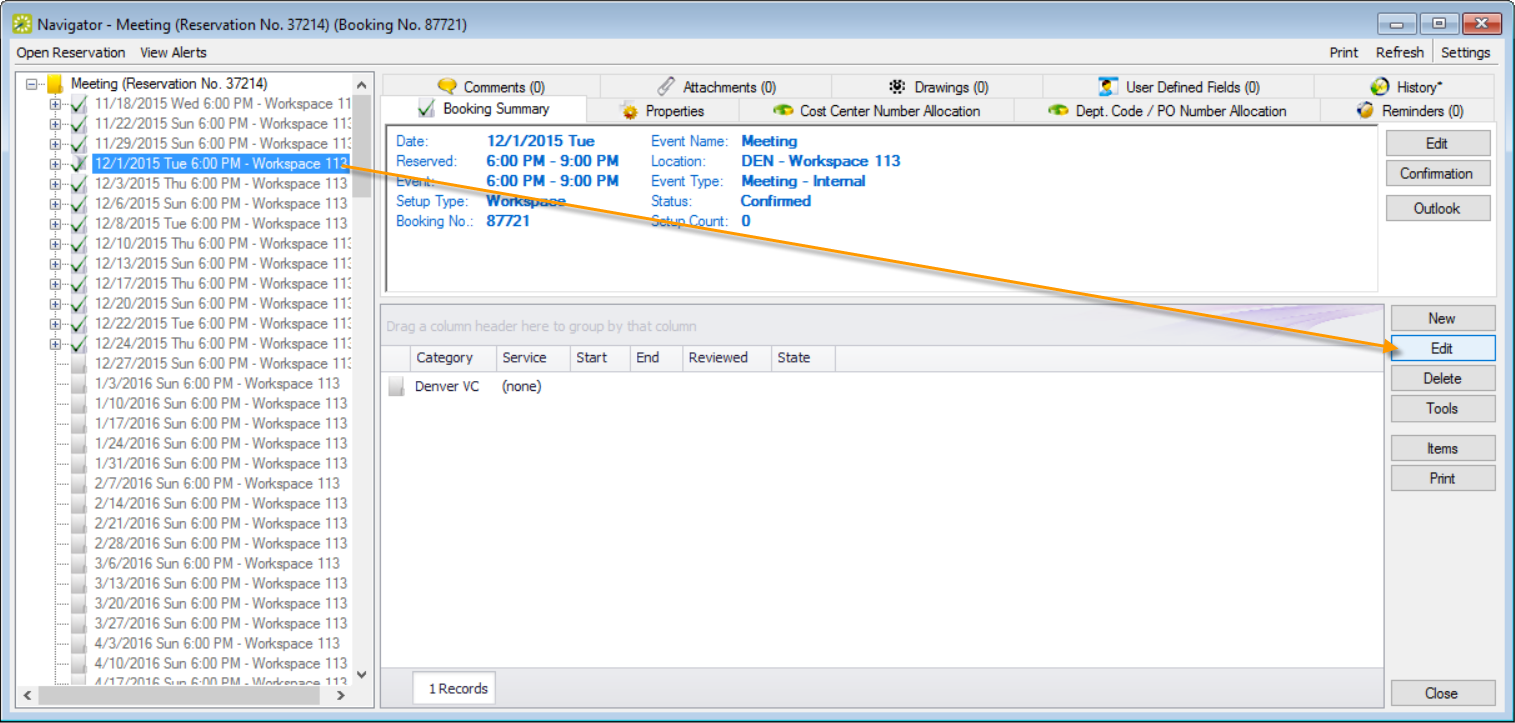 Navigator - Meeting (Reservation No. 37214) (Booking No. 87721)
Open Reservation View Alerts Print Refresh Settings
Meeting (Reservation No. 37214)
11/18/2015 Wed 6:00 PM - Workspace 11
11/22/2015 Sun 6:00 PM - Workspace 113
11/29/2015 Sun 6:00 PM - Workspace 113
12/1/2015 Tue 6:00 PM - Workspace 113
12/3/2015 Thu 6:00 PM - Workspace 113
12/6/2015 Sun 6:00 PM - Workspace 113
12/8/2015 Tue 6:00 PM - Workspace 113
12/10/2015 Thu 6:00 PM - Workspace 113
12/13/2015 Sun 6:00 PM - Workspace 113
12/17/2015 Thu 6:00 PM - Workspace 113
12/20/2015 Sun 6:00 PM - Workspace 113
12/22/2015 Tue 6:00 PM - Workspace 113
12/24/2015 Thu 6:00 PM - Workspace 113
12/27/2015 Sun 6:00 PM - Workspace 113
1/3/2016 Sun 6:00 PM - Workspace 113
1/10/2016 Sun 6:00 PM - Workspace 113
1/17/2016 Sun 6:00 PM - Workspace 113
1/24/2016 Sun 6:00 PM - Workspace 113
1/31/2016 Sun 6:00 PM - Workspace 113
2/7/2016 Sun 6:00 PM - Workspace 113
2/14/2016 Sun 6:00 PM - Workspace 113
2/21/2016 Sun 6:00 PM - Workspace 113
2/28/2016 Sun 6:00 PM - Workspace 113
3/6/2016 Sun 6:00 PM - Workspace 113
3/13/2016 Sun 6:00 PM - Workspace 113
3/20/2016 Sun 6:00 PM - Workspace 113
3/27/2016 Sun 6:00 PM - Workspace 113
4/3/2016 Sun 6:00 PM - Workspace 113
4/10/2016 Sun 6:00 PM - Workspace 113
4/17/2016 Sun 6:00 PM - Workspace 113
Comments (0) Attachments (0) Drawings (0) User Defined Fields (0) History*
Booking Summary Properties Cost Center Number Allocation Dept. Code / PO Number Allocation Reminders (0)
Date: 12/1/2015 Tue Event Name: Meeting
Reserved: 6:00 PM - 9:00 PM Location: DEN - Workspace 113
Event: 6:00 PM - 9:00 PM Event Type: Meeting - Internal
Setup Type: Workspace Status: Confirmed
Booking No.: 87721 Setup Count: 0
Edit
Confirmation
Outlook
Drag a column header here to group by that column
Category Service Start End Reviewed State
Denver VC (none)
1 Records
New
Edit
Delete
Tools
Items
Print
Close